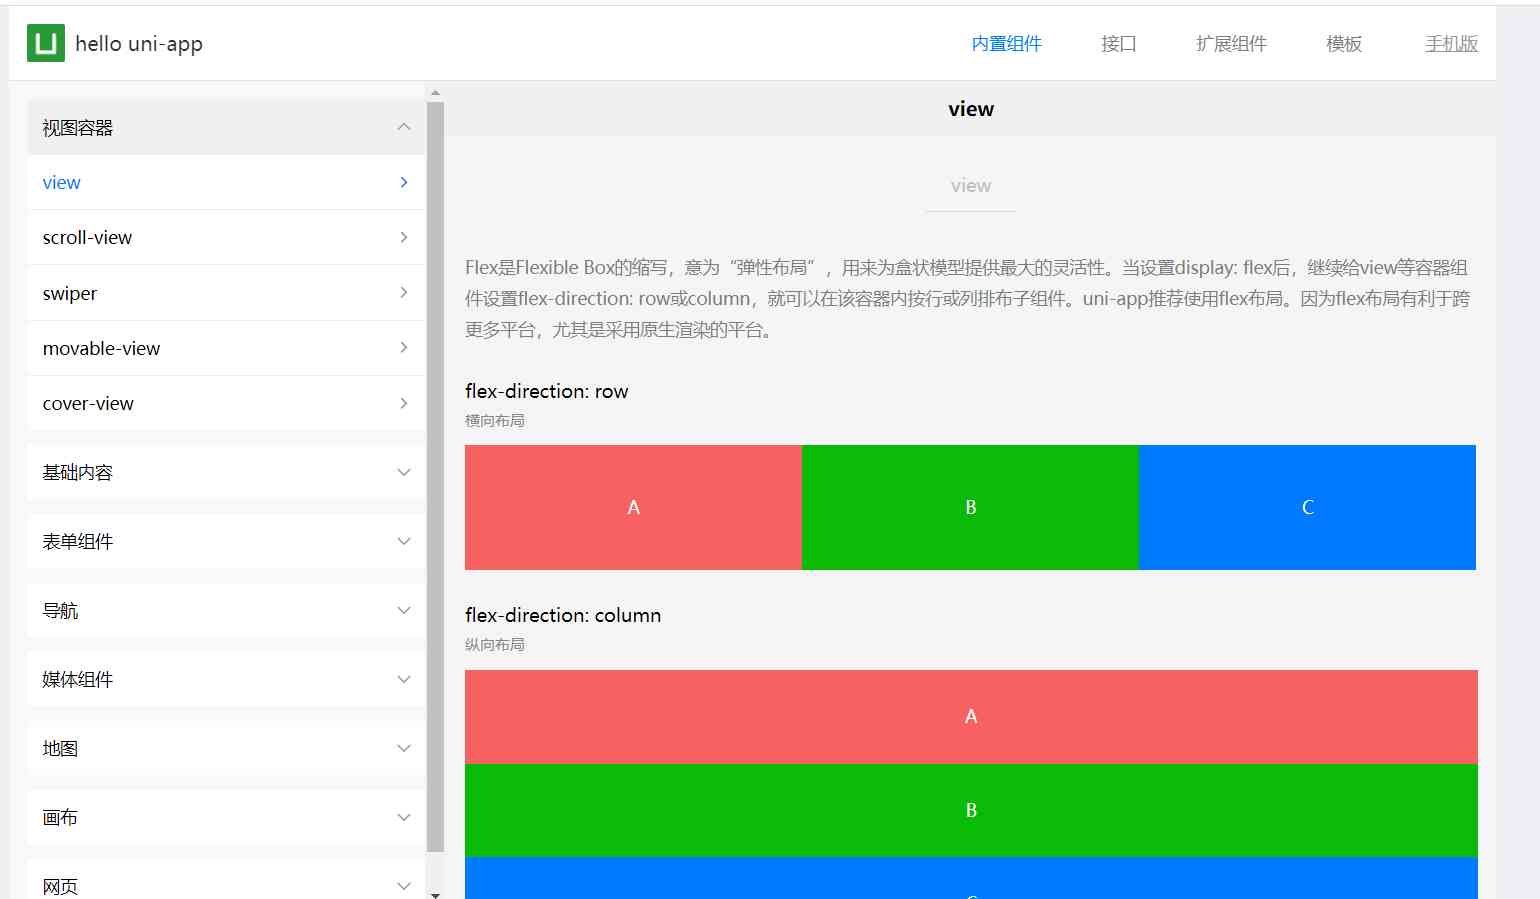 hello uni-app
内置组件
接口
扩展组件
模板
手机版
视图容器
view
scroll-view
swiper
movable-view
cover-view
基础内容
表单组件
导航
媒体组件
地图
画布
网页
view
view
Flex是Flexible Box的缩写，意为“弹性布局”，用来为盒状模型提供最大的灵活性。当设置display: flex后，继续给view等容器组
件设置flex-direction: row或column，就可以在该容器内按行或列排布子组件。uni-app推荐使用flex布局。因为flex布局有利于跨
更多平台，尤其是采用原生渲染的平台。
flex-direction: row
横向布局
A
B
C
flex-direction: column
纵向布局
A
B